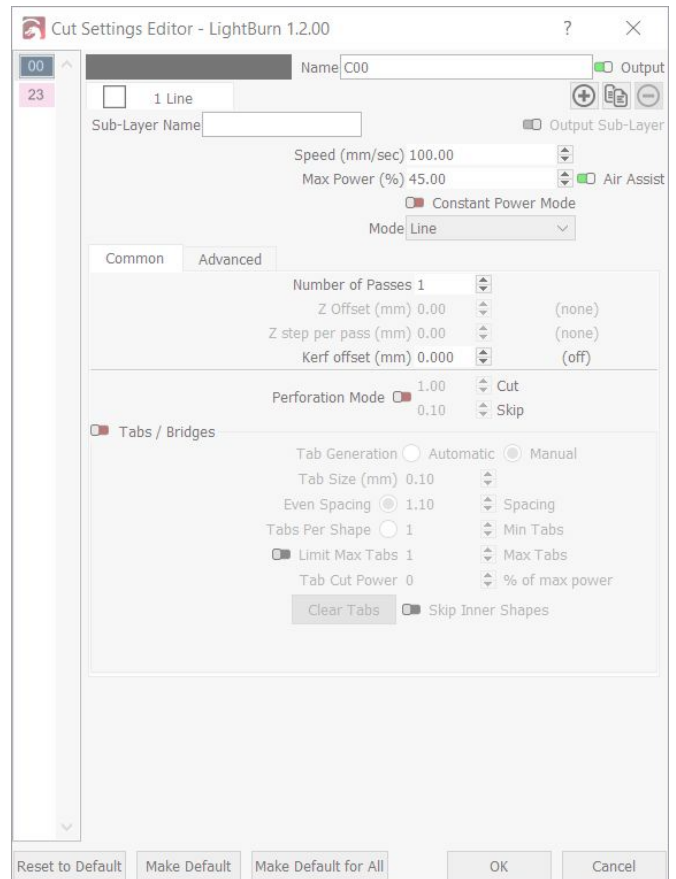 Cut Settings Editor - LightBurn 1.2.00 ?
00 Name C00 Output
23 1 Line
Sub-Layer Name Output Sub-Layer
Speed (mm/sec) 100.00
Max Power (%) 45.00 Air Assist
Constant Power Mode
Mode Line
Common Advanced
Number of Passes 1
Z Offset (mm) 0.00 (none)
Z step per pass (mm) 0.00 (none)
Kerf offset (mm) 0.000 (off)
Perforation Mode 1.00 Cut
0.10 Skip
Tabs / Bridges
Tab Generation Automatic Manual
Tab Size (mm) 0.10
Even Spacing 1.10 Spacing
Tabs Per Shape 1 Min Tabs
Limit Max Tabs 1 Max Tabs
Tab Cut Power 0 % of max power
Clear Tabs Skip Inner Shapes
Reset to Default Make Default Make Default for All OK Cancel